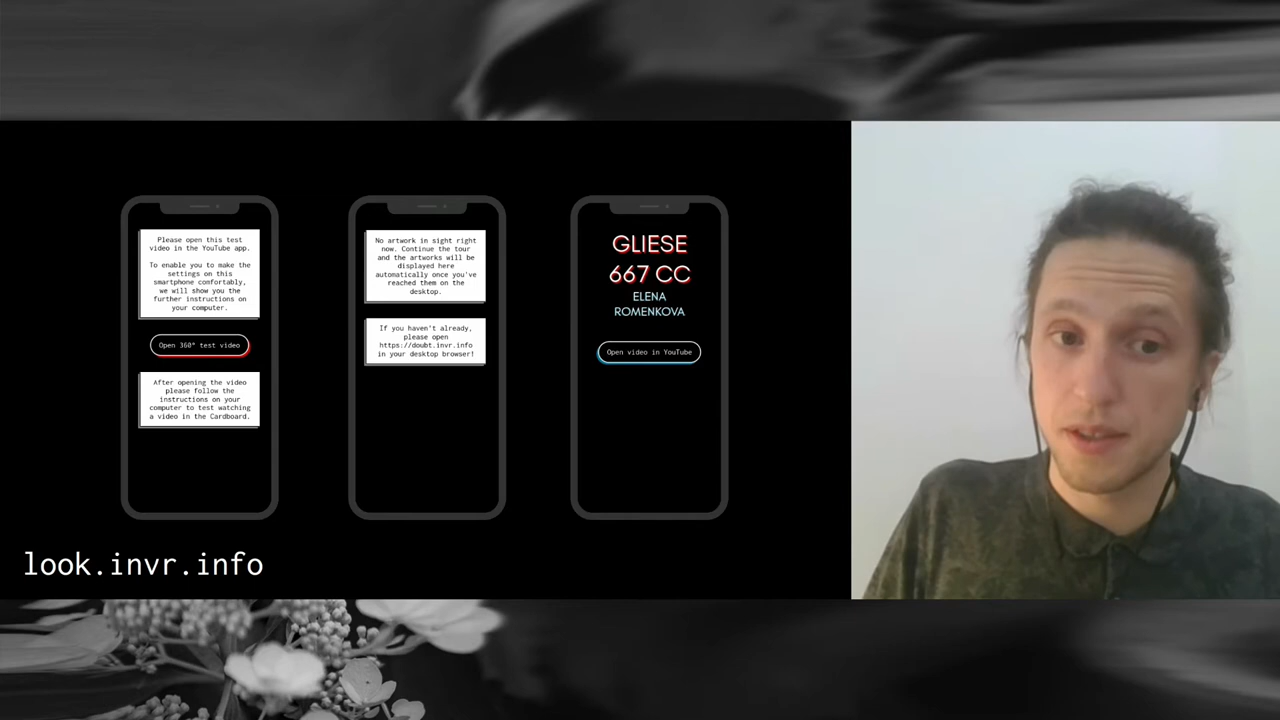 Please open this test
video in the YouTube app.
To enable you to make the
settings on this
smartphone confortably,
we will show you the
further instructions on
your computer.
Open 360° test video
After opening the video
please follow the
instructions on your
computer to test watching
a video in the Cardboard.
No artwork in sight right
now. Continue the tour
and the artworks will be
displayed here
automatically once you've
reached them on the
desktop.
If you haven't already,
please open
https://doubt.invr.info
in your desktop browser!
GLIESE
667 CC
ELENA
ROMENKOVA
Open video in YouTube
look.invr.info